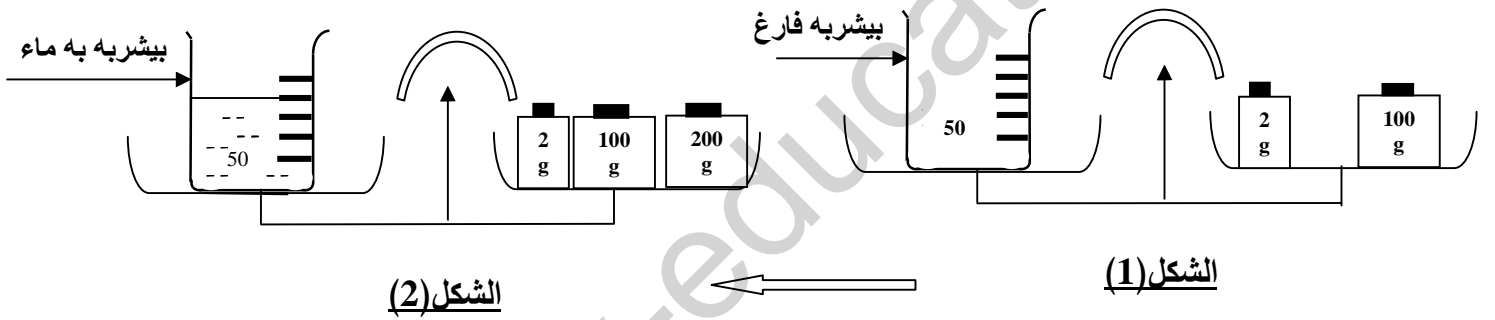 بيشربه فارغ
50
2
g
100
g
الشكل(1)
بيشربه به ماء
50
2
g
100
g
200
g
الشكل(2)